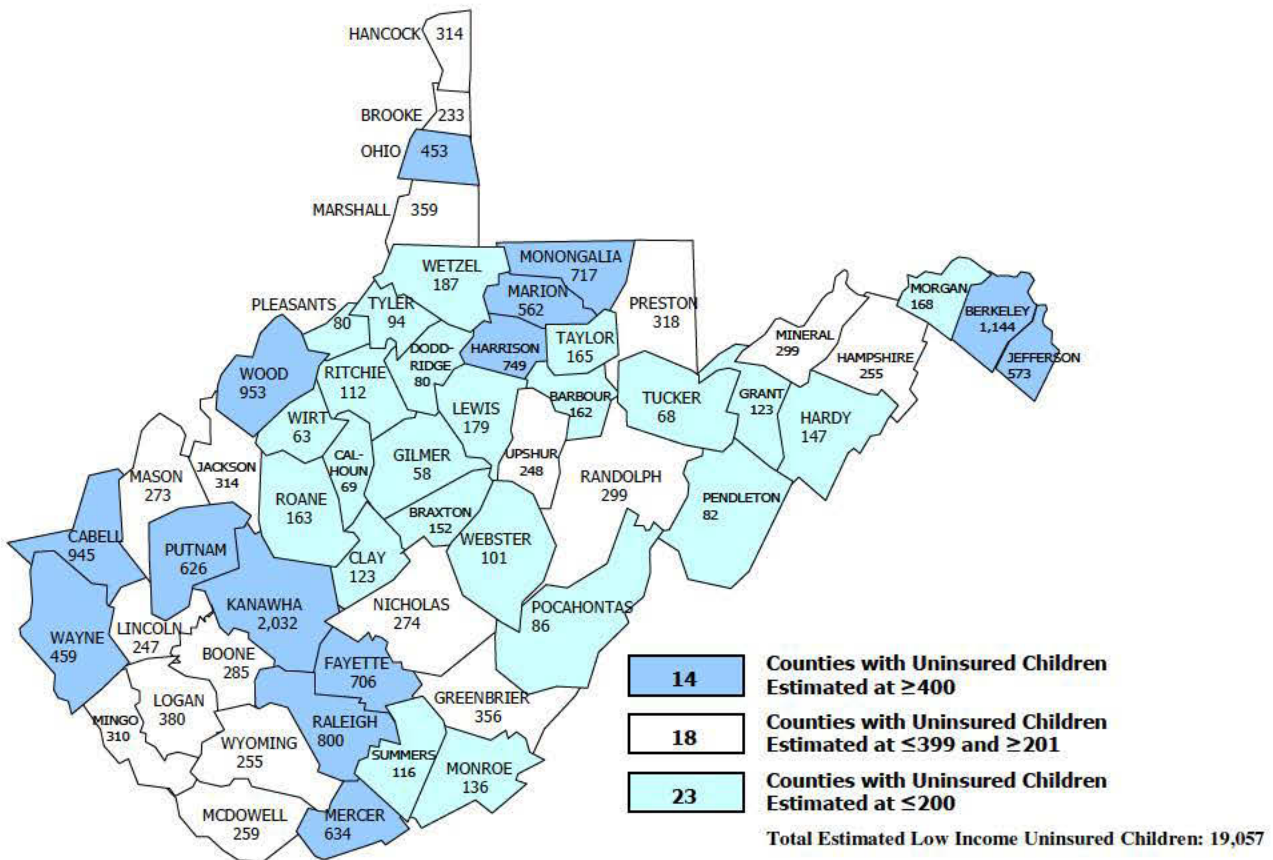 HANCOCK 314
BROOKE 233
OHIO 453
MARSHALL 359
WETZEL
187
MONONGALIA
717
MARION
562
PRESTON
318
PLEASANTS
80
TYLER
94
DODD-
RIDGE
80
HARRISON
749
TAYLOR
165
MORGAN
168
BERKELEY
1,144
JEFFERSON
573
MINERAL
299
HAMPSHIRE
255
WOOD
953
RITCHIE
112
WIRT
63
LEWIS
179
BARBOUR
162
TUCKER
68
GRANT
123
HARDY
147
MASON
273
JACKSON
314
CAL-
HOUN
69
GILMER
58
UPSHUR
248
RANDOLPH
299
PENDLETON
82
ROANE
163
BRAXTON
152
WEBSTER
101
CABELL
945
PUTNAM
626
CLAY
123
KANAWHA
2,032
NICHOLAS
274
POCAHONTAS
86
WAYNE
459
LINCOLN
247
BOONE
285
FAYETTE
706
GREENBRIER
356
LOGAN
380
MINGO
310
WYOMING
255
RALEIGH
800
SUMMERS
116
MONROE
136
MCDOWELL
259
MERCER
634
14 Counties with Uninsured Children
Estimated at ≥400
18 Counties with Uninsured Children
Estimated at ≤399 and ≥201
23 Counties with Uninsured Children
Estimated at ≤200
Total Estimated Low Income Uninsured Children: 19,057